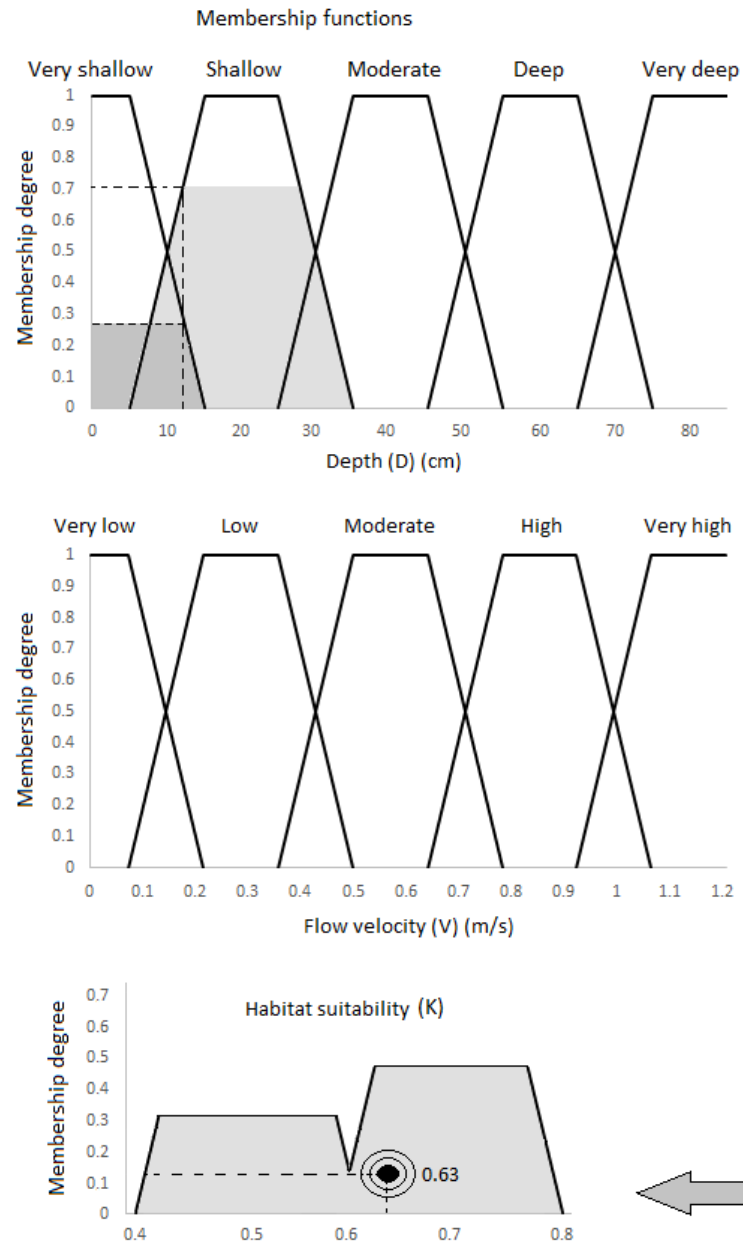 Membership functions
Very shallow Shallow Moderate Deep Very deep
1
0.9
0.8
0.7
0.6
0.5
0.4
0.3
0.2
0.1
0
Membership degree
0 10 20 30 40 50 60 70 80
Depth (D) (cm)
Very low Low Moderate High Very high
1
0.9
0.8
0.7
0.6
0.5
0.4
0.3
0.2
0.1
0
Membership degree
0 0.1 0.2 0.3 0.4 0.5 0.6 0.7 0.8 0.9 1 1.1 1.2
Flow velocity (V) (m/s)
Habitat suitability (K)
0.7
0.6
0.5
0.4
0.3
0.2
0.1
0
Membership degree
0.63
0.4 0.5 0.6 0.7 0.8